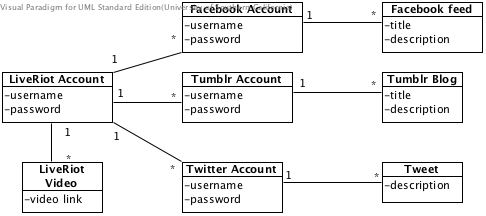 Visual Paradigm for UML Standard Edition(University of
Facebook Account
-username
-password
1
*
Facebook feed
-title
-description
1
*
LiveRiot Account
-username
-password
1
*
Tumblr Account
-username
-password
1
*
Tumblr Blog
-title
-description
1
*
1
*
LiveRiot
Video
-video link
Twitter Account
-username
-password
1
*
Tweet
-description